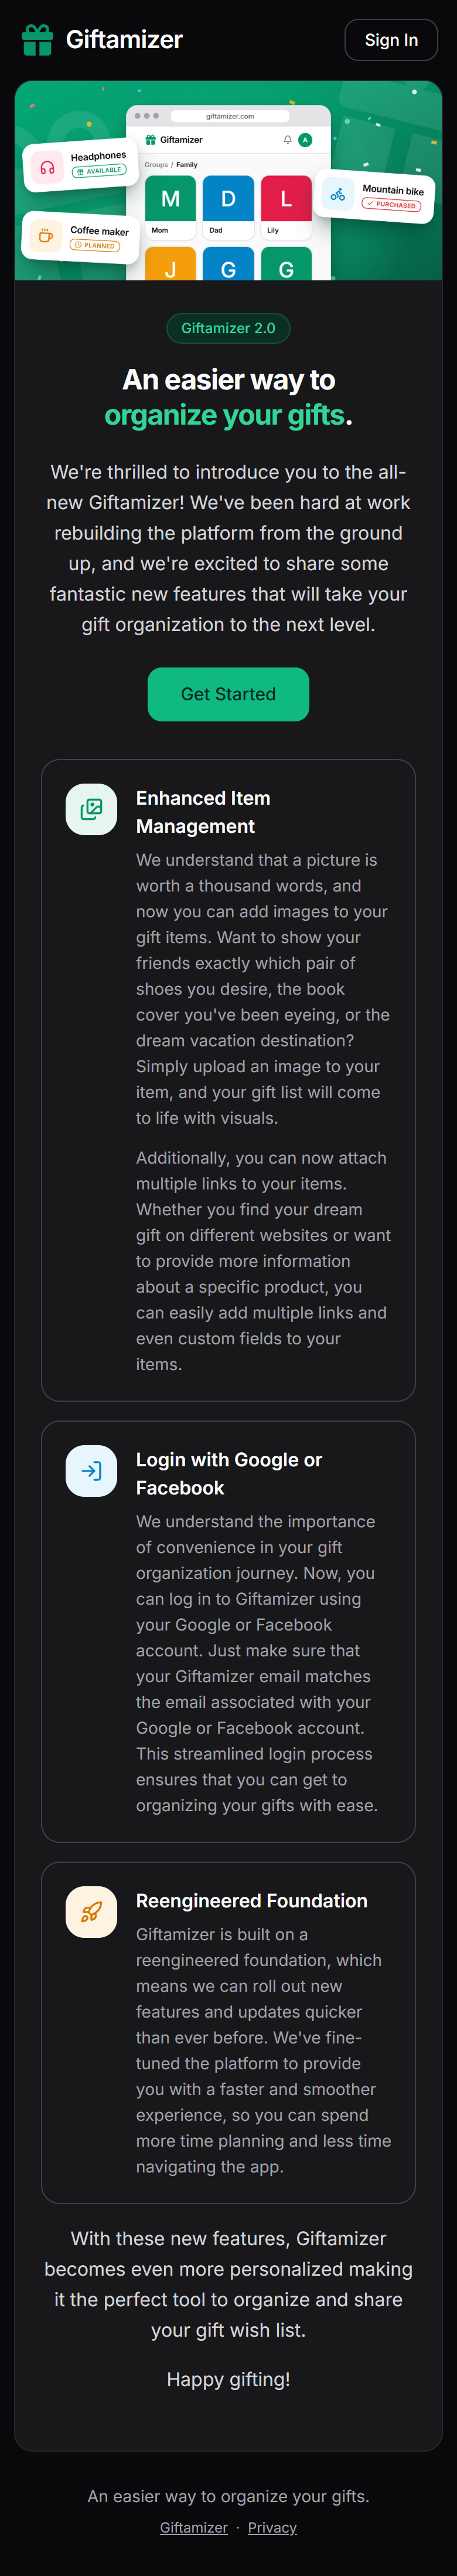 Giftamizer
Sign In
giftamizer.com
Giftamizer
A
Groups / Family
Headphones
AVAILABLE
Coffee maker
PLANNED
Mountain bike
PURCHASED
M
D
L
Mom
Dad
Lily
J
G
G
Giftamizer 2.0
An easier way to
organize your gifts.
We're thrilled to introduce you to the all-
new Giftamizer! We've been hard at work
rebuilding the platform from the ground
up, and we're excited to share some
fantastic new features that will take your
gift organization to the next level.
Get Started
Enhanced Item
Management
We understand that a picture is
worth a thousand words, and
now you can add images to your
gift items. Want to show your
friends exactly which pair of
shoes you desire, the book
cover you've been eyeing, or the
dream vacation destination?
Simply upload an image to your
item, and your gift list will come
to life with visuals.
Additionally, you can now attach
multiple links to your items.
Whether you find your dream
gift on different websites or want
to provide more information
about a specific product, you
can easily add multiple links and
even custom fields to your
items.
Login with Google or
Facebook
We understand the importance
of convenience in your gift
organization journey. Now, you
can log in to Giftamizer using
your Google or Facebook
account. Just make sure that
your Giftamizer email matches
the email associated with your
Google or Facebook account.
This streamlined login process
ensures that you can get to
organizing your gifts with ease.
Reengineered Foundation
Giftamizer is built on a
reengineered foundation, which
means we can roll out new
features and updates quicker
than ever before. We've fine-
tuned the platform to provide
you with a faster and smoother
experience, so you can spend
more time planning and less time
navigating the app.
With these new features, Giftamizer
becomes even more personalized making
it the perfect tool to organize and share
your gift wish list.
Happy gifting!
An easier way to organize your gifts.
Giftamizer · Privacy